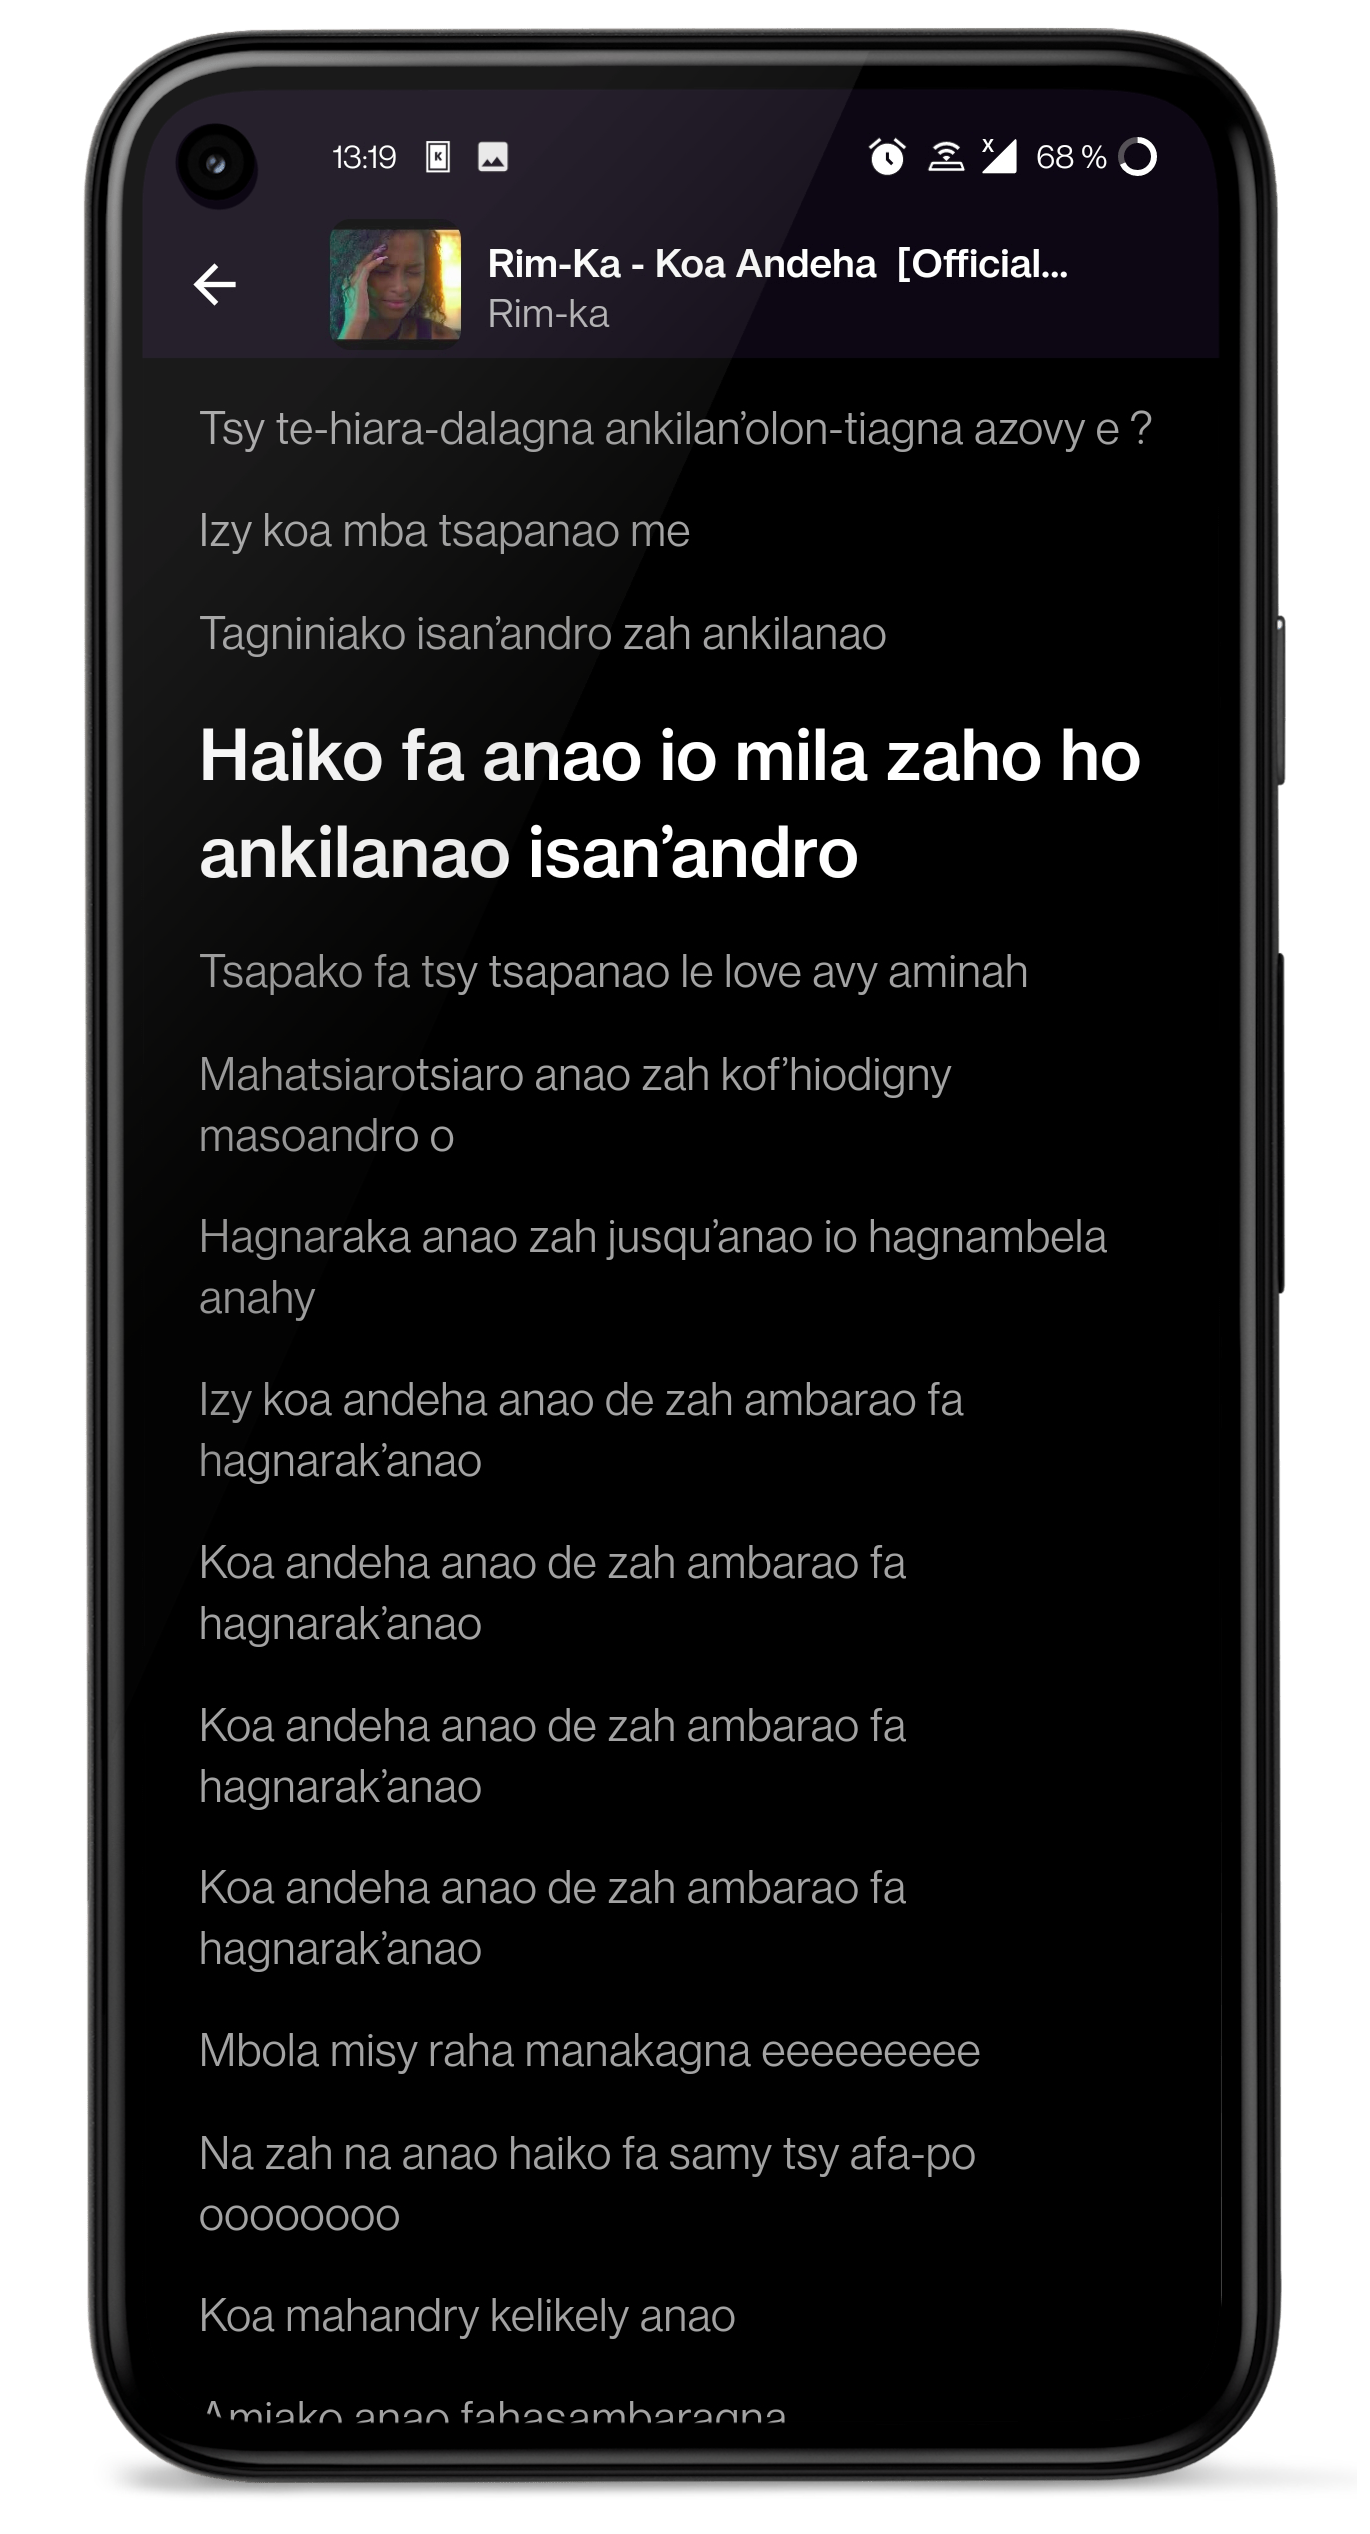 13:19
68 %
Rim-Ka - Koa Andeha [Official...
Rim-ka
Tsy te-hiara-dalagna ankilan’olon-tiagna azovy e ?
Izy koa mba tsapanao me
Tagniniako isan’andro zah ankilanao
Haiko fa anao io mila zaho ho
ankilanao isan’andro
Tsapako fa tsy tsapanao le love avy aminah
Mahatsiarotsiaro anao zah kof’hiodigny
masoandro o
Hagnaraka anao zah jusqu’anao io hagnambela
anahy
Izy koa andeha anao de zah ambarao fa
hagnarak’anao
Koa andeha anao de zah ambarao fa
hagnarak’anao
Koa andeha anao de zah ambarao fa
hagnarak’anao
Koa andeha anao de zah ambarao fa
hagnarak’anao
Mbola misy raha manakagna eeeeeeeee
Na zah na anao haiko fa samy tsy afa-po
oooooooo
Koa mahandry kelikely anao
Amiako anao fahasambaragna